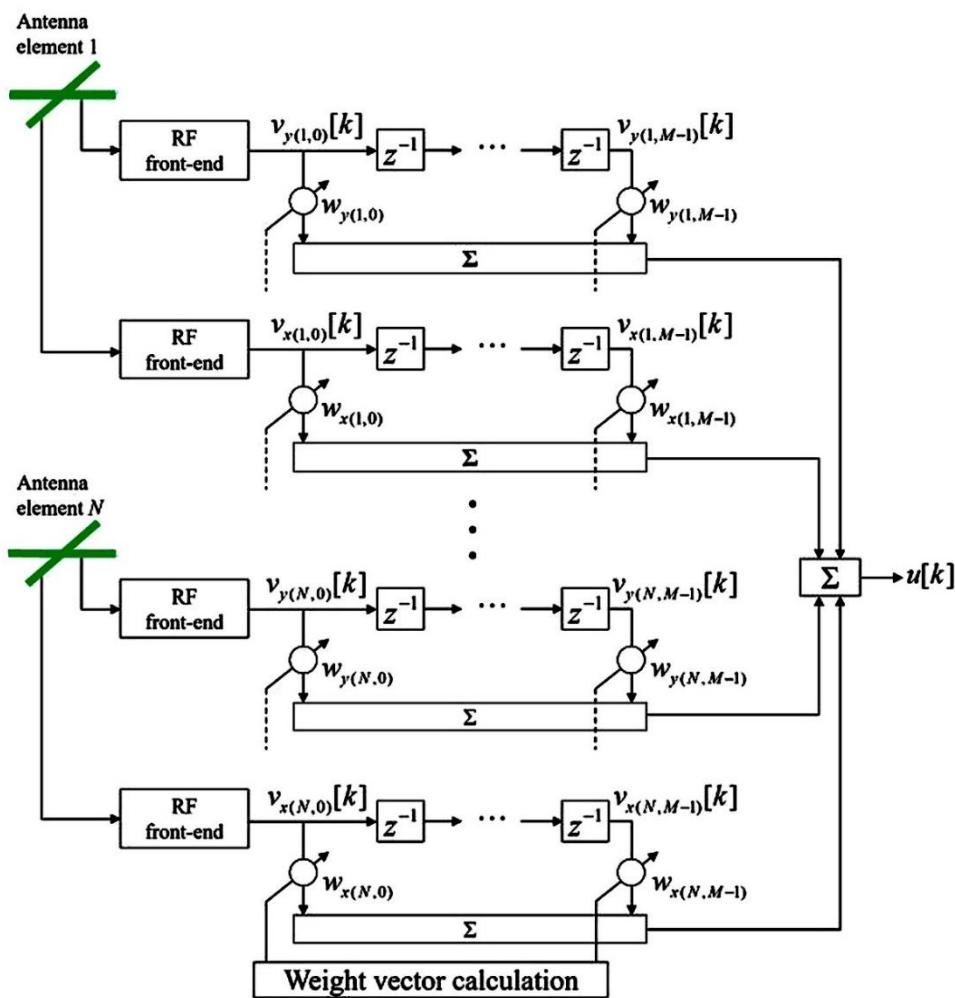 Antenna
element 1
RF
front-end
v_{y(1,0)}[k]
z^{-1}
···
z^{-1}
v_{y(1,M-1)}[k]
w_{y(1,0)}
w_{y(1,M-1)}
Σ
RF
front-end
v_{x(1,0)}[k]
z^{-1}
···
z^{-1}
v_{x(1,M-1)}[k]
w_{x(1,0)}
w_{x(1,M-1)}
Σ
Antenna
element N
RF
front-end
v_{y(N,0)}[k]
z^{-1}
···
z^{-1}
v_{y(N,M-1)}[k]
w_{y(N,0)}
w_{y(N,M-1)}
Σ
Σ
u[k]
RF
front-end
v_{x(N,0)}[k]
z^{-1}
···
z^{-1}
v_{x(N,M-1)}[k]
w_{x(N,0)}
w_{x(N,M-1)}
Σ
Weight vector calculation